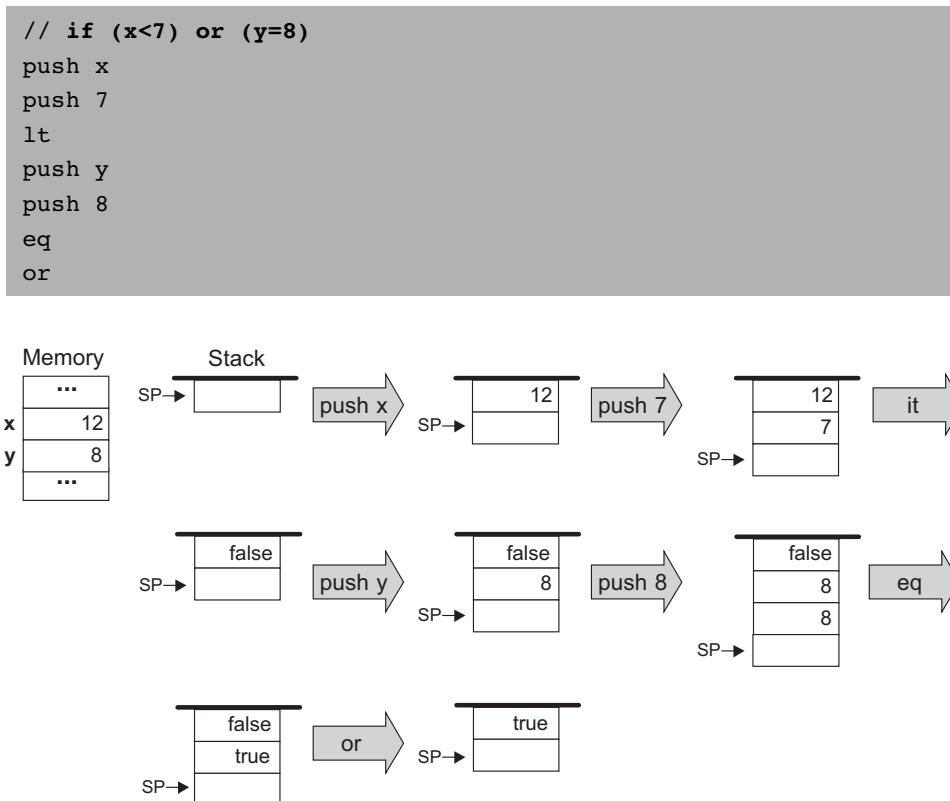 // if (x<7) or (y=8)
push x
push 7
lt
push y
push 8
eq
or
Memory
Stack
...
x 12
y 8
...
SP
push x
12
SP
push 7
12
7
SP
it
false
SP
push y
false
8
SP
push 8
false
8
8
SP
eq
false
true
SP
or
true
SP